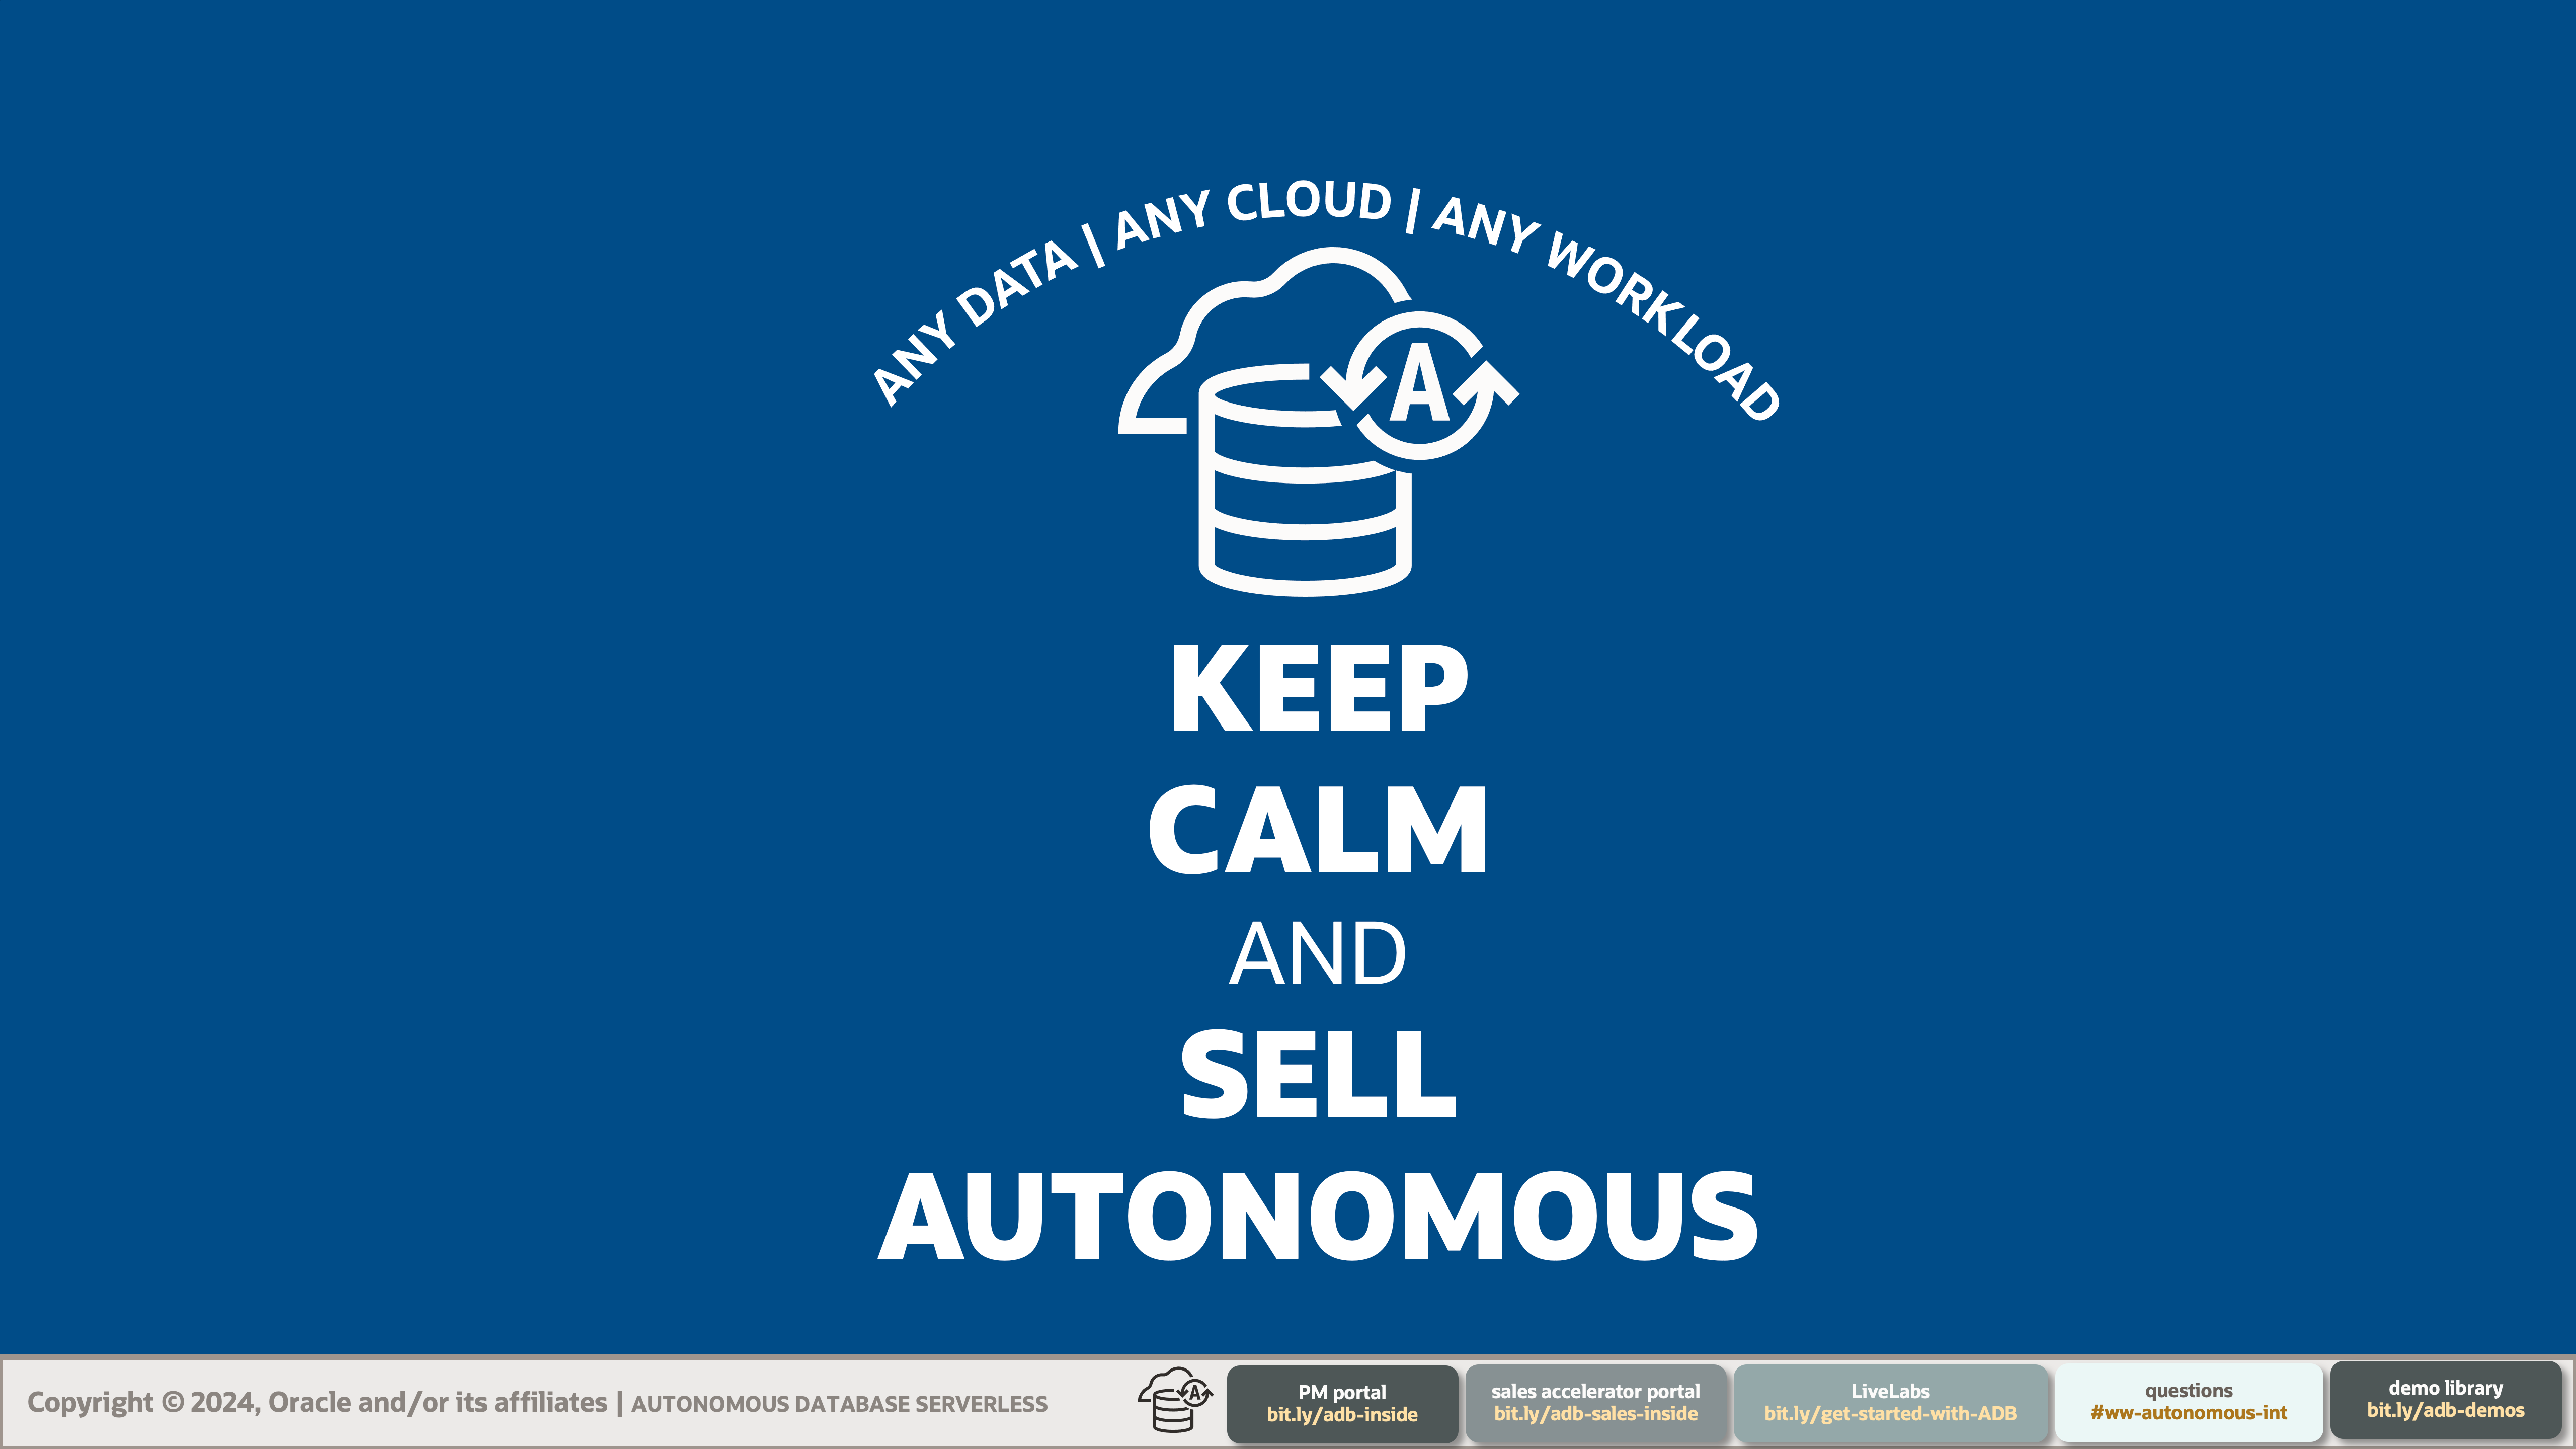 ANY DATA | ANY CLOUD | ANY WORKLOAD
A
KEEP
CALM
AND
SELL
AUTONOMOUS
Copyright © 2024, Oracle and/or its affiliates | AUTONOMOUS DATABASE SERVERLESS
A
PM portal
bit.ly/adb-inside
sales accelerator portal
bit.ly/adb-sales-inside
LiveLabs
bit.ly/get-started-with-ADB
questions
#ww-autonomous-int
demo library
bit.ly/adb-demos